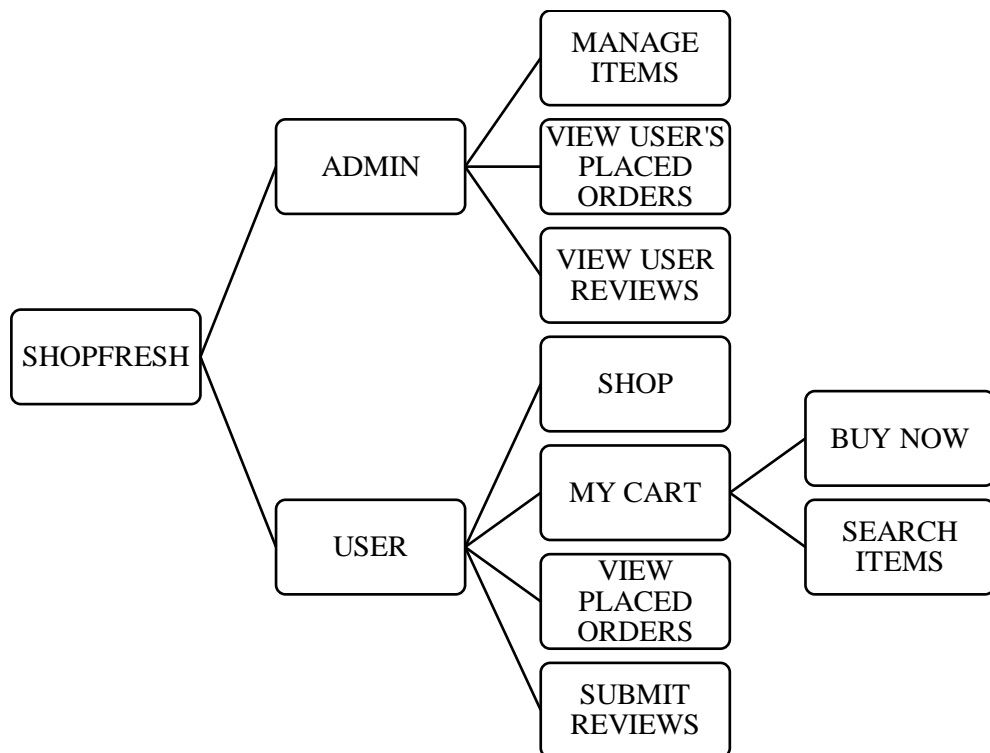 MANAGE
ITEMS
VIEW USER'S
PLACED
ORDERS
ADMIN
VIEW USER
REVIEWS
SHOPFRESH
SHOP
BUY NOW
MY CART
SEARCH
ITEMS
USER
VIEW
PLACED
ORDERS
SUBMIT
REVIEWS